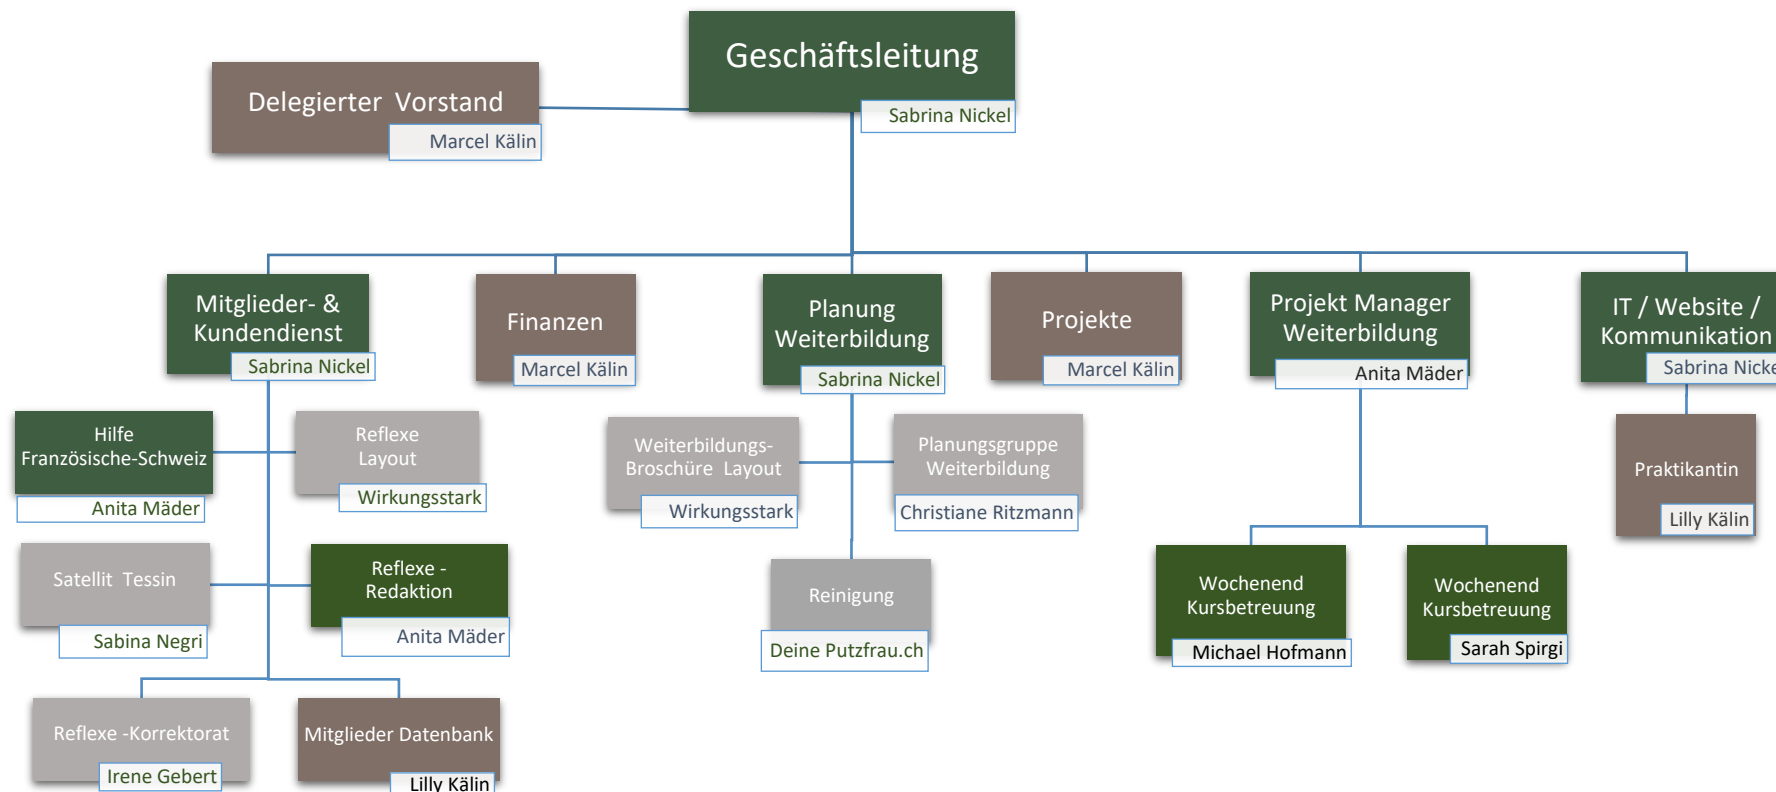 Geschäftsleitung
Sabrina Nickel
Delegierter Vorstand
Marcel Kälin
Mitglieder- &
Kundendienst
Sabrina Nickel
Finanzen
Marcel Kälin
Planung
Weiterbildung
Sabrina Nickel
Projekte
Marcel Kälin
Projekt Manager
Weiterbildung
Anita Mäder
IT / Website /
Kommunikation
Sabrina Nicke
Hilfe
Französische-Schweiz
Anita Mäder
Reflexe
Layout
Wirkungsstark
Weiterbildungs-
Broschüre Layout
Wirkungsstark
Planungsgruppe
Weiterbildung
Christiane Ritzmann
Praktikantin
Lilly Kälin
Satellit Tessin
Sabina Negri
Reflexe -
Redaktion
Anita Mäder
Reinigung
Deine Putzfrau.ch
Wochenend
Kursbetreuung
Michael Hofmann
Wochenend
Kursbetreuung
Sarah Spirgi
Reflexe -Korrektorat
Irene Gebert
Mitglieder Datenbank
Lilly Kälin